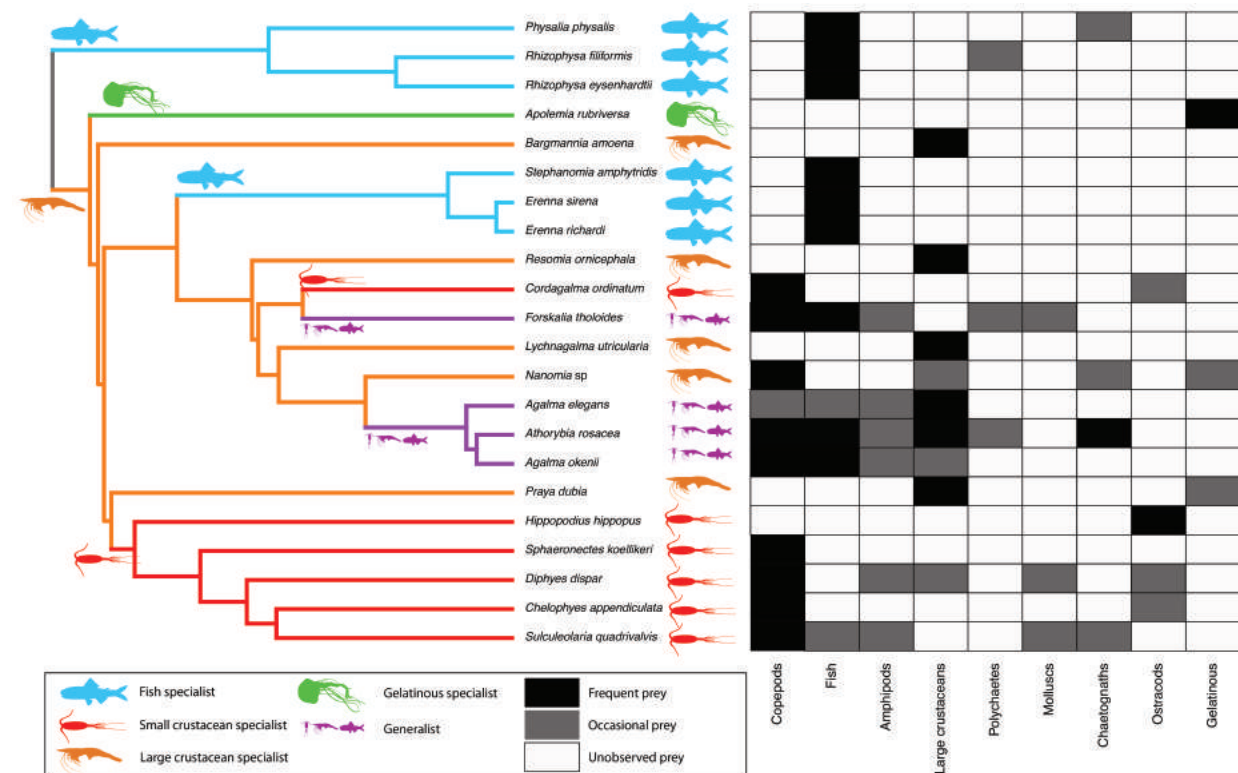 Physalia physalis
Rhizophysa filiformis
Rhizophysa eysenhardtii
Apolemia rubriversa
Bargmannia amoena
Stephanomia amphytridis
Erenna sirena
Erenna richardi
Resomia ornicephala
Cordagalma ordinatum
Forskalia tholoides
Lychnagalma utricularia
Nanomia sp
Agalma elegans
Athorybia rosacea
Agalma okenii
Praya dubia
Hippopodius hippopus
Sphaeronectes koellikeri
Diphyes dispar
Chelophyes appendiculata
Sulculeolaria quadrivalvis
Copepods
Fish
Amphipods
Large crustaceans
Polychaetes
Molluscs
Chaetognaths
Ostracods
Gelatinous
Fish specialist
Small crustacean specialist
Large crustacean specialist
Gelatinous specialist
Generalist
Frequent prey
Occasional prey
Unobserved prey